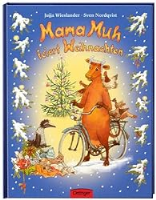 Jujja Wieslander · Sven Nordqvist
Mama Muh
feiert Weihnachten
Oetinger